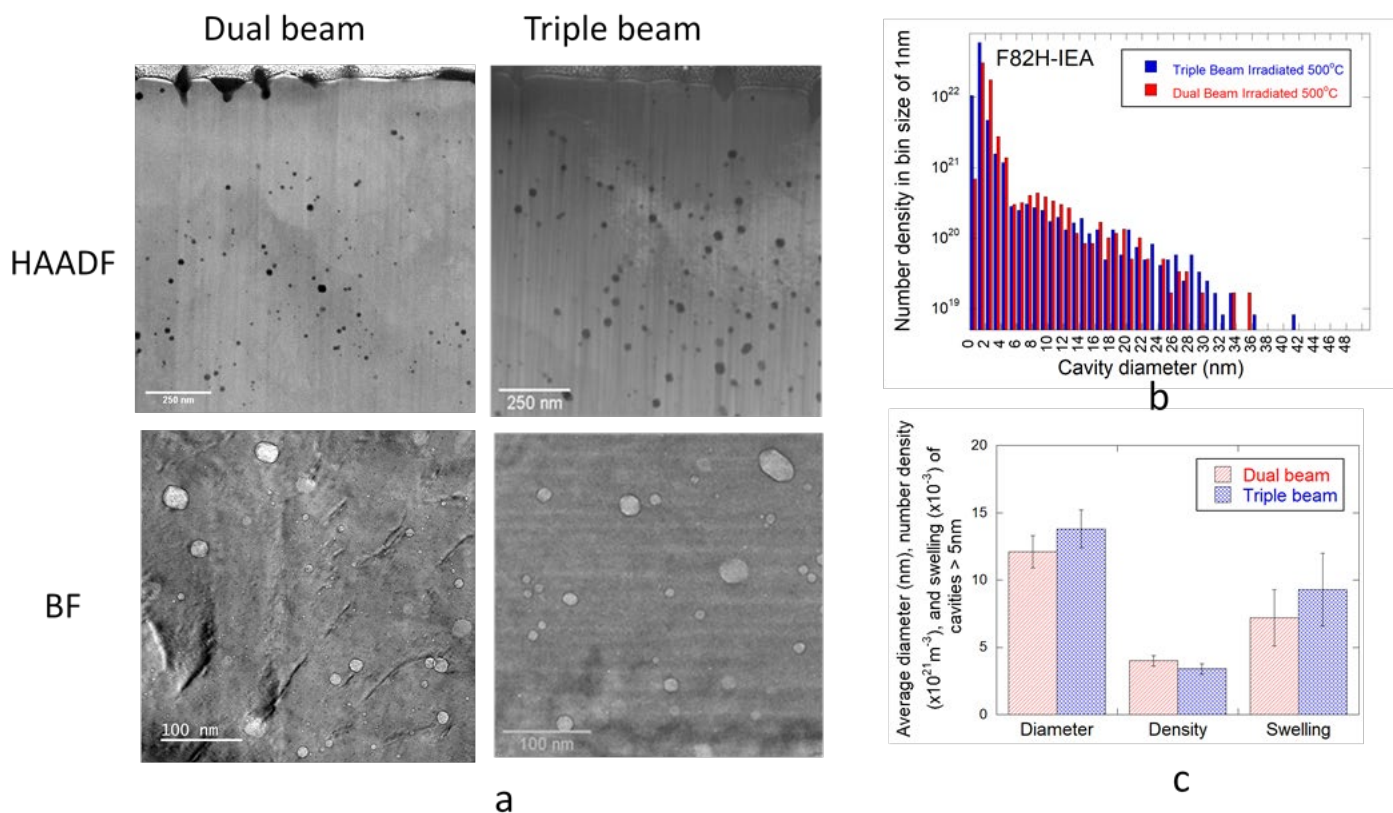 Dual beam
Triple beam
HAADF
250 nm
250 nm
BF
100 nm
100 nm
a
F82H-IEA
Triple Beam Irradiated 500°C
Dual Beam Irradiated 500°C
Number density in bin size of 1nm
10²²
10²¹
10²⁰
10¹⁹
0 2 4 6 8 10 12 14 16 18 20 22 24 26 28 30 32 34 36 38 40 42 44 46 48
Cavity diameter (nm)
b
Average diameter (nm), number density
(x10²¹m⁻³), and swelling (x10⁻³) of
cavities > 5nm
20
15
10
5
0
Dual beam
Triple beam
Diameter Density Swelling
c